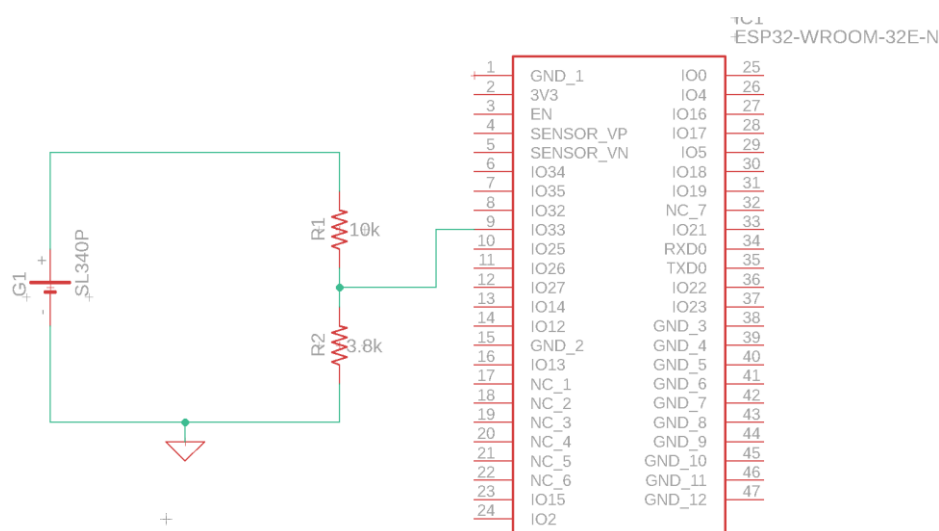 IC1
ESP32-WROOM-32E-N
1 GND_1 IO0 25
2 3V3 IO4 26
3 EN IO16 27
4 SENSOR_VP IO17 28
5 SENSOR_VN IO5 29
6 IO34 IO18 30
7 IO35 IO19 31
8 IO32 NC_7 32
9 IO33 IO21 33
10 IO25 RXD0 34
11 IO26 TXD0 35
12 IO27 IO22 36
13 IO14 IO23 37
14 IO12 GND_3 38
15 GND_2 GND_4 39
16 IO13 GND_5 40
17 NC_1 GND_6 41
18 NC_2 GND_7 42
19 NC_3 GND_8 43
20 NC_4 GND_9 44
21 NC_5 GND_10 45
22 NC_6 GND_11 46
23 IO15 GND_12 47
24 IO2
R1 10k
G1 + - SL340P
R2 3.8k